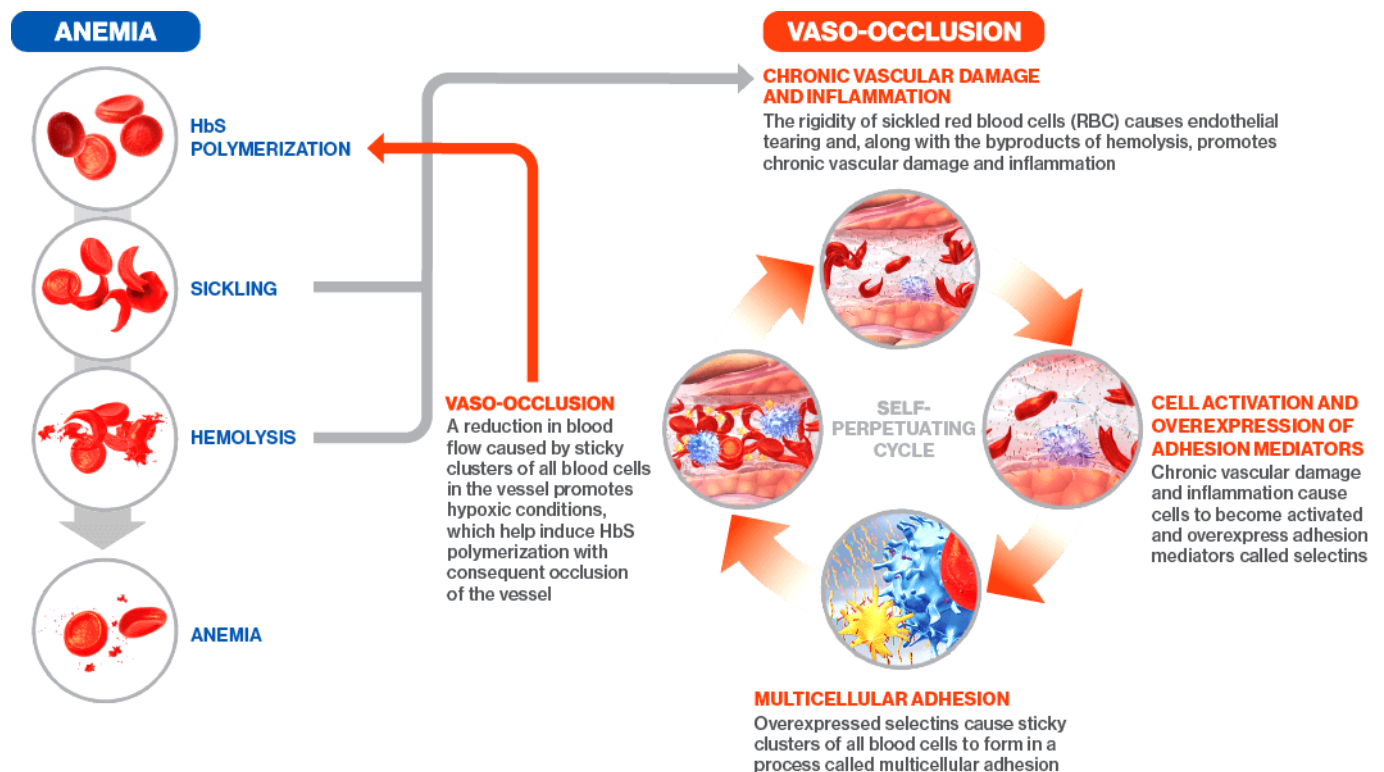 ANEMIA
HbS
POLYMERIZATION
SICKLING
HEMOLYSIS
ANEMIA
VASO-OCCLUSION
A reduction in blood
flow caused by sticky
clusters of all blood cells
in the vessel promotes
hypoxic conditions,
which help induce HbS
polymerization with
consequent occlusion
of the vessel
VASO-OCCLUSION
CHRONIC VASCULAR DAMAGE
AND INFLAMMATION
The rigidity of sickled red blood cells (RBC) causes endothelial
tearing and, along with the byproducts of hemolysis, promotes
chronic vascular damage and inflammation
SELF-
PERPETUATING
CYCLE
CELL ACTIVATION AND
OVEREXPRESSION OF
ADHESION MEDIATORS
Chronic vascular damage
and inflammation cause
cells to become activated
and overexpress adhesion
mediators called selectins
MULTICELLULAR ADHESION
Overexpressed selectins cause sticky
clusters of all blood cells to form in a
process called multicellular adhesion